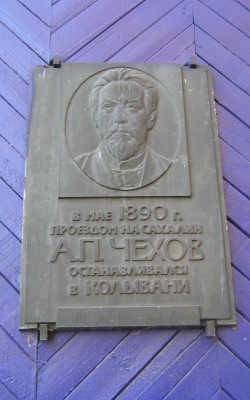 В МАЕ 1890 Г.
ПРОЕЗДОМ НА САХАЛИН
А.П. ЧЕХОВ
ОСТАНАВЛИВАЛСЯ
В КОЛЫВАНИ